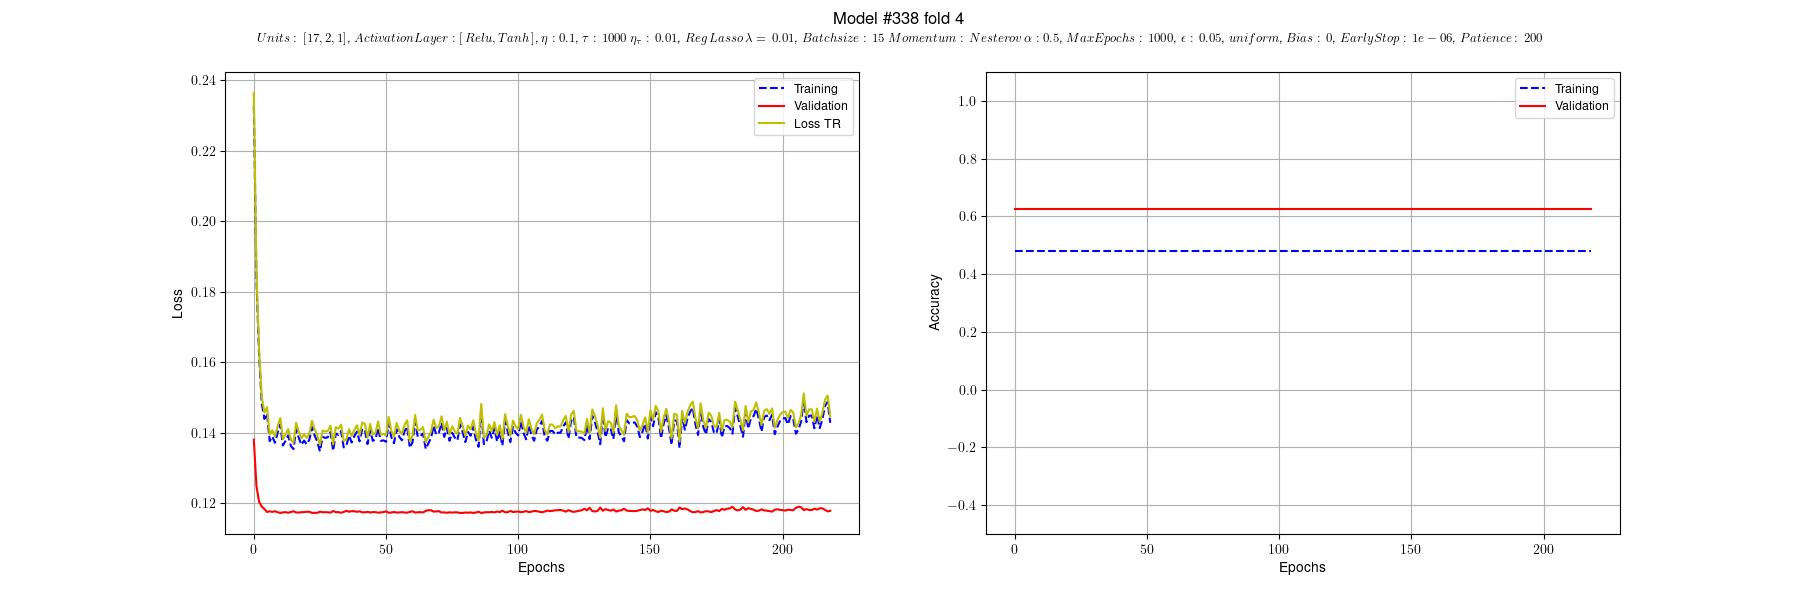 Model #338 fold 4
Units : [17, 2, 1], ActivationLayer : [ Relu, Tanh ], η : 0.1, τ : 1000 ητ : 0.01, Reg Lasso λ = 0.01, Batchsize : 15 Momentum : Nesterov α : 0.5, MaxEpochs : 1000, ϵ : 0.05, uniform, Bias : 0, EarlyStop : 1e − 06, Patience : 200
0.24
0.22
0.20
0.18
0.16
0.14
0.12
Loss
Training
Validation
Loss TR
0 50 100 150 200
Epochs
1.0
0.8
0.6
0.4
0.2
0.0
−0.2
−0.4
Accuracy
Training
Validation
0 50 100 150 200
Epochs